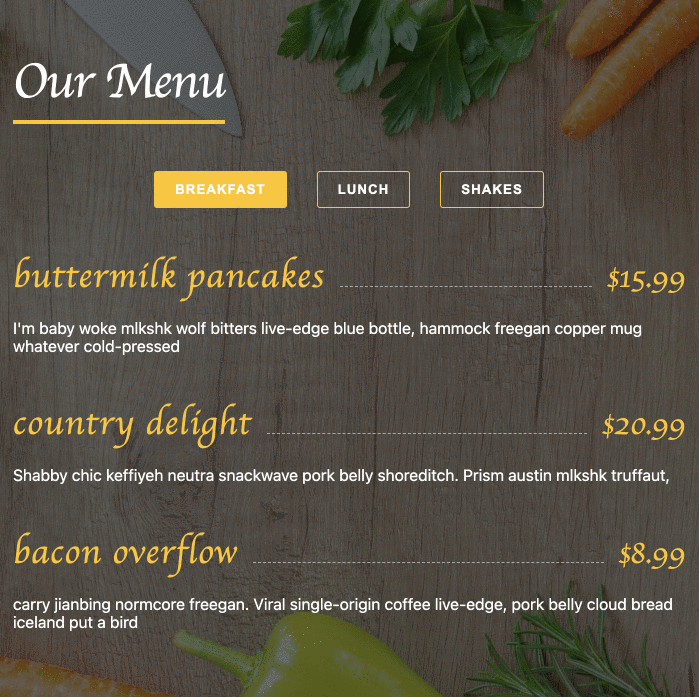 Our Menu
BREAKFAST LUNCH SHAKES
buttermilk pancakes $15.99
I'm baby woke mlkshk wolf bitters live-edge blue bottle, hammock freegan copper mug
whatever cold-pressed
country delight $20.99
Shabby chic keffiyeh neutra snackwave pork belly shoreditch. Prism austin mlkshk truffaut,
bacon overflow $8.99
carry jianbing normcore freegan. Viral single-origin coffee live-edge, pork belly cloud bread
iceland put a bird